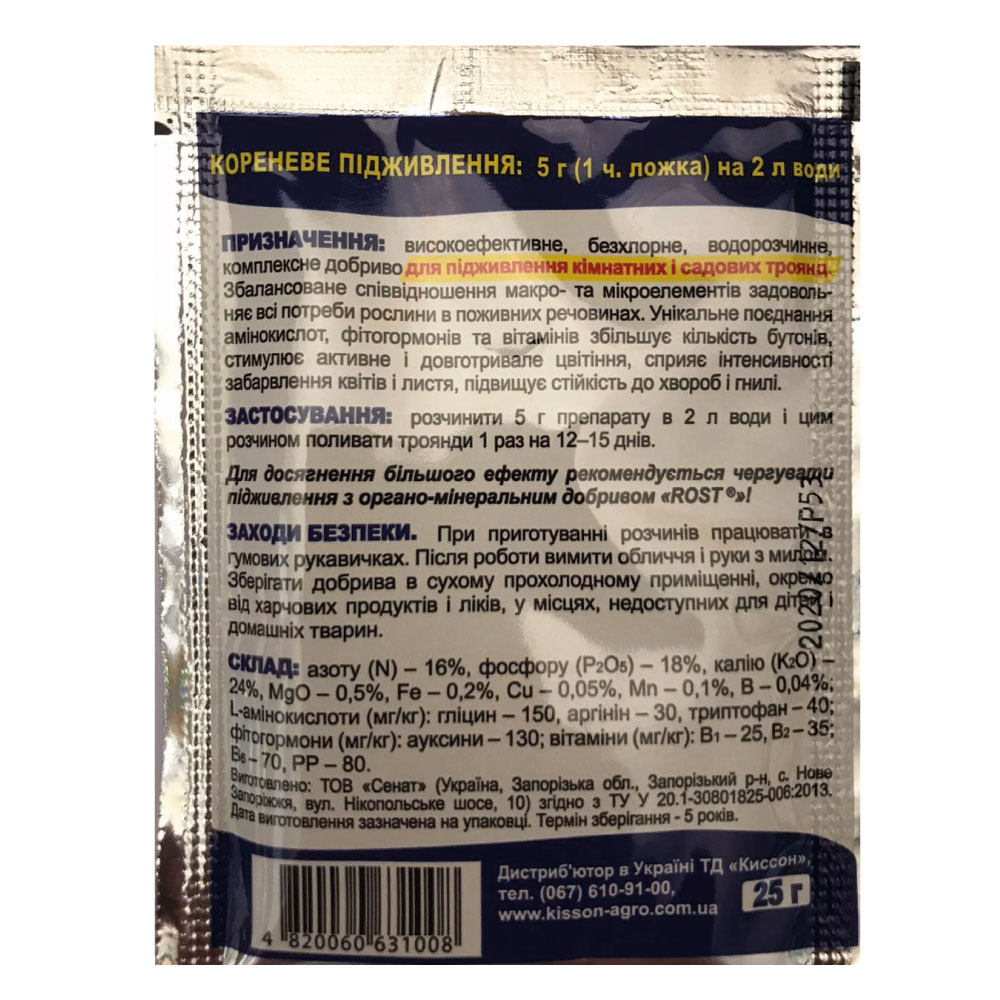 КОРЕНЕВЕ ПІДЖИВЛЕННЯ: 5 г (1 ч. ложка) на 2 л води
ПРИЗНАЧЕННЯ: високоефективне, безхлорне, водорозчинне,
комплексне добриво для підживлення кімнатних і садових троянд.
Збалансоване співвідношення макро- та мікроелементів задоволь-
няє всі потреби рослини в поживних речовинах. Унікальне поєднання
амінокислот, фітогормонів та вітамінів збільшує кількість бутонів,
стимулює активне і довготривале цвітіння, сприяє інтенсивності
забарвлення квітів і листя, підвищує стійкість до хвороб і гнилі.
ЗАСТОСУВАННЯ: розчинити 5 г препарату в 2 л води і цим
розчином поливати троянди 1 раз на 12–15 днів.
Для досягнення більшого ефекту рекомендується чергувати
підживлення з органо-мінеральним добривом «ROST®»!
ЗАХОДИ БЕЗПЕКИ. При приготуванні розчинів працювати в
гумових рукавичках. Після роботи вимити обличчя і руки з милом.
Зберігати добрива в сухому прохолодному приміщенні, окремо
від харчових продуктів і ліків, у місцях, недоступних для дітей і
домашніх тварин.
СКЛАД: азоту (N) – 16%, фосфору (P2O5) – 18%, калію (K2O) –
24%, MgO – 0,5%, Fe – 0,2%, Cu – 0,05%, Mn – 0,1%, B – 0,04%;
L-амінокислоти (мг/кг): гліцин – 150, аргінін – 30, триптофан – 40;
фітогормони (мг/кг): ауксини – 130; вітаміни (мг/кг): B1 – 25, B2 – 35;
B6 – 70, PP – 80.
Виготовлено: ТОВ «Сенат» (Україна, Запорізька обл., Запорізький р-н, с. Нове
Запоріжжя, вул. Нікопольське шосе, 10) згідно з ТУ У 20.1-30801825-006:2013.
Дата виготовлення зазначена на упаковці. Термін зберігання - 5 років.
20201127P53
Дистриб'ютор в Україні ТД «Киссон»,
тел. (067) 610-91-00,
www.kisson-agro.com.ua
25 г
4 820060 631008